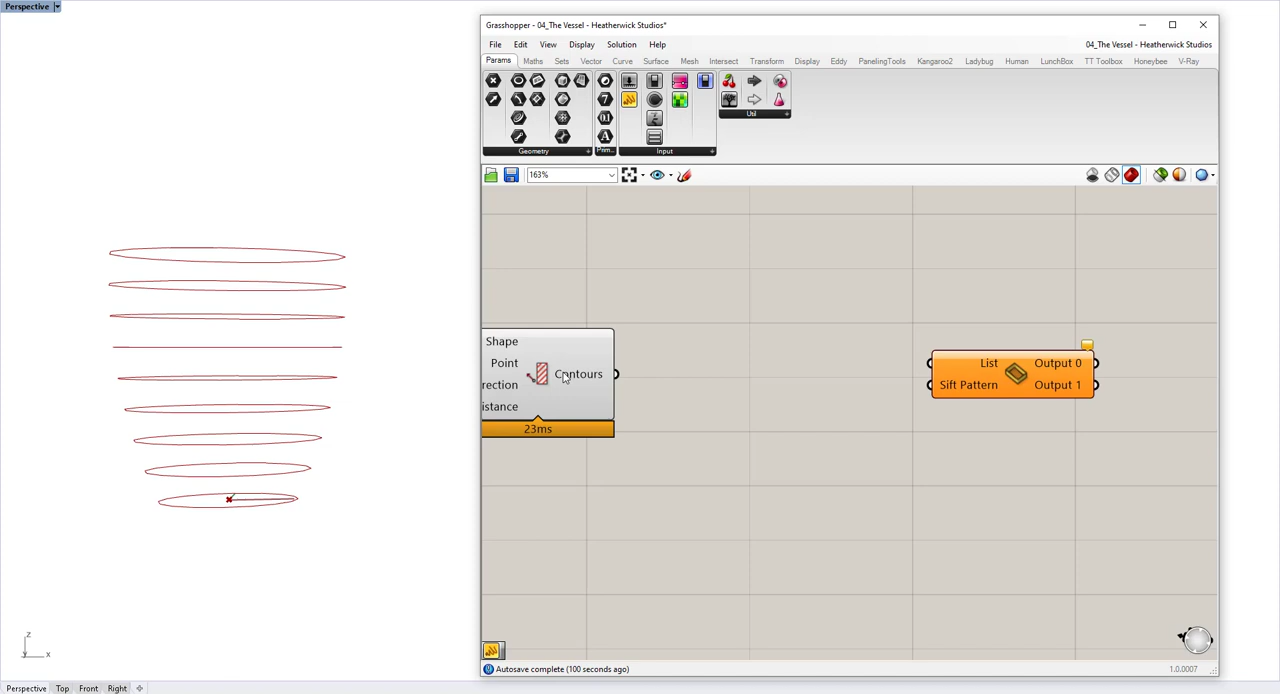 Perspective
Grasshopper - 04_The Vessel - Heatherwick Studios*
File Edit View Display Solution Help
04_The Vessel - Heatherwick Studios
Params Maths Sets Vector Curve Surface Mesh Intersect Transform Display Eddy PanelingTools Kangaroo2 Ladybug Human LunchBox TT Toolbox Honeybee V-Ray
Geometry
Prim...
Input
Util
163%
Shape
Point
rection
istance
Contours
23ms
List
Sift Pattern
Output 0
Output 1
Autosave complete (100 seconds ago)
1.0.0007
z
x
Perspective Top Front Right